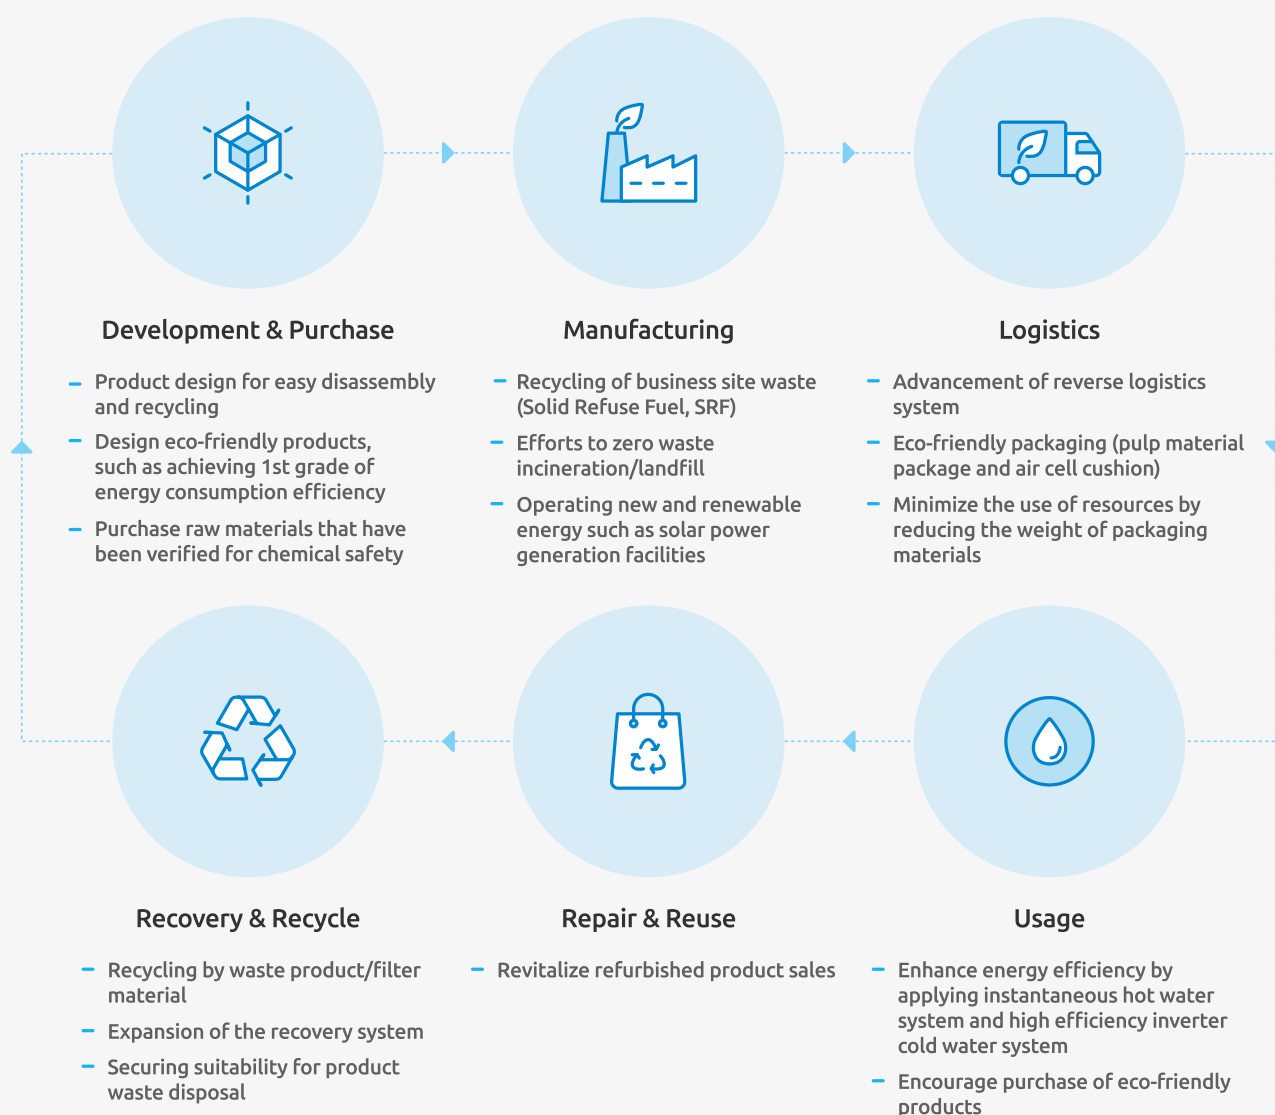 Development & Purchase
– Product design for easy disassembly
and recycling
– Design eco-friendly products,
such as achieving 1st grade of
energy consumption efficiency
– Purchase raw materials that have
been verified for chemical safety
Manufacturing
– Recycling of business site waste
(Solid Refuse Fuel, SRF)
– Efforts to zero waste
incineration/landfill
– Operating new and renewable
energy such as solar power
generation facilities
Logistics
– Advancement of reverse logistics
system
– Eco-friendly packaging (pulp material
package and air cell cushion)
– Minimize the use of resources by
reducing the weight of packaging
materials
Recovery & Recycle
– Recycling by waste product/filter
material
– Expansion of the recovery system
– Securing suitability for product
waste disposal
Repair & Reuse
– Revitalize refurbished product sales
Usage
– Enhance energy efficiency by
applying instantaneous hot water
system and high efficiency inverter
cold water system
– Encourage purchase of eco-friendly
products